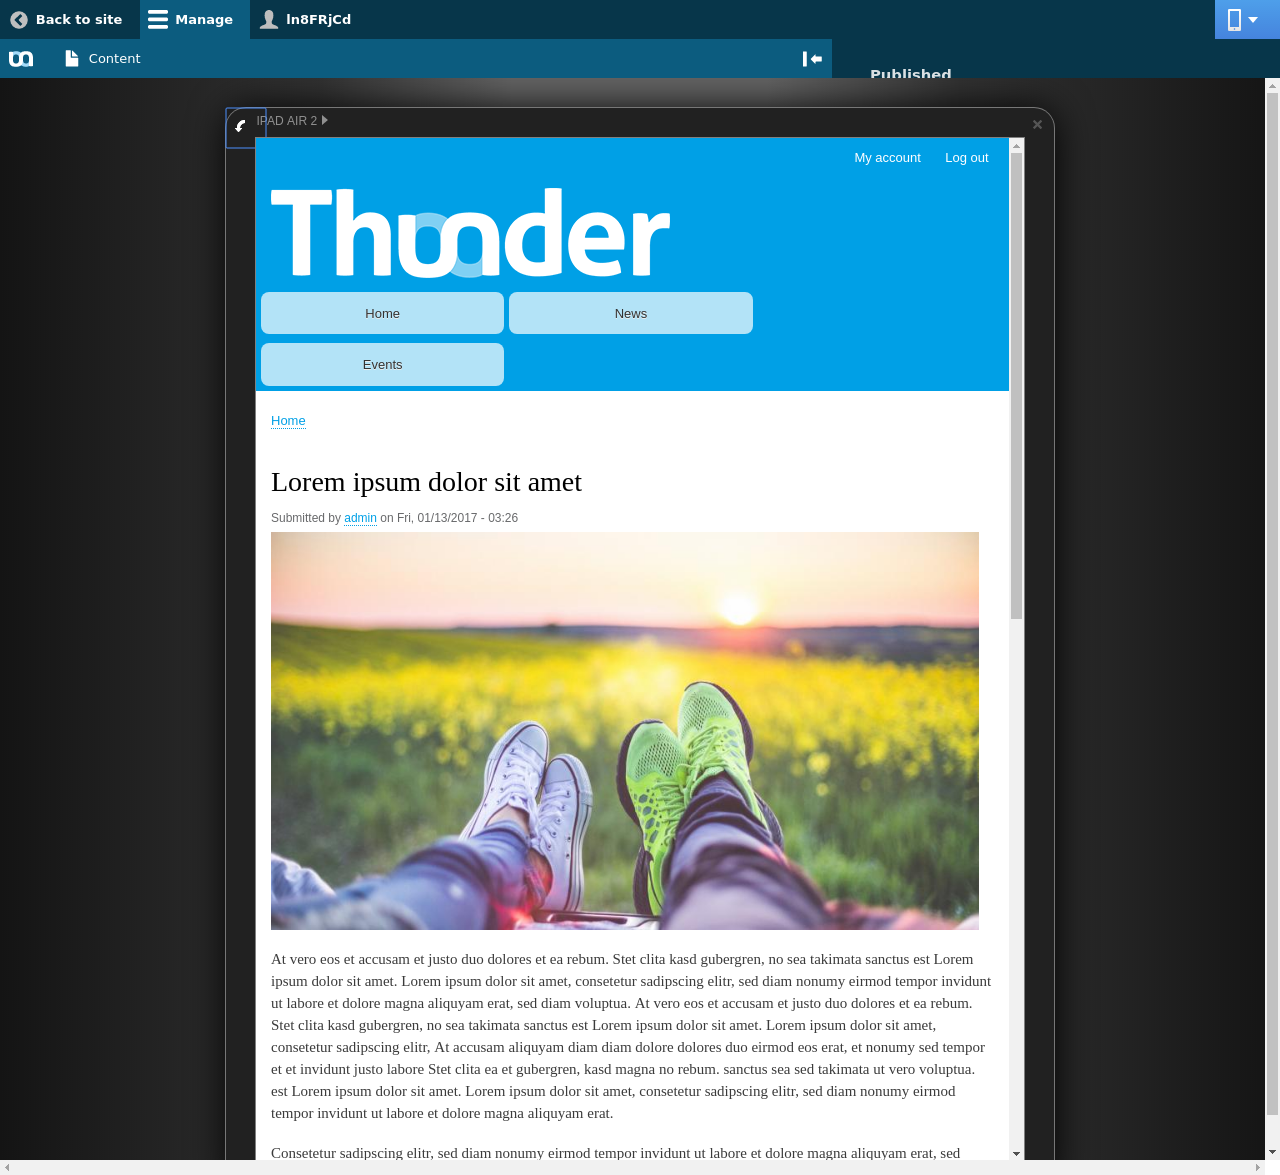 Back to site
Manage
ln8FRjCd
Content
Published
IPAD AIR 2
My account
Log out
Thunder
Home
News
Events
Home
Lorem ipsum dolor sit amet
Submitted by admin on Fri, 01/13/2017 - 03:26
At vero eos et accusam et justo duo dolores et ea rebum. Stet clita kasd gubergren, no sea takimata sanctus est Lorem
ipsum dolor sit amet. Lorem ipsum dolor sit amet, consetetur sadipscing elitr, sed diam nonumy eirmod tempor invidunt
ut labore et dolore magna aliquyam erat, sed diam voluptua. At vero eos et accusam et justo duo dolores et ea rebum.
Stet clita kasd gubergren, no sea takimata sanctus est Lorem ipsum dolor sit amet. Lorem ipsum dolor sit amet,
consetetur sadipscing elitr, At accusam aliquyam diam diam dolore dolores duo eirmod eos erat, et nonumy sed tempor
et et invidunt justo labore Stet clita ea et gubergren, kasd magna no rebum. sanctus sea sed takimata ut vero voluptua.
est Lorem ipsum dolor sit amet. Lorem ipsum dolor sit amet, consetetur sadipscing elitr, sed diam nonumy eirmod
tempor invidunt ut labore et dolore magna aliquyam erat.
Consetetur sadipscing elitr, sed diam nonumy eirmod tempor invidunt ut labore et dolore magna aliquyam erat, sed